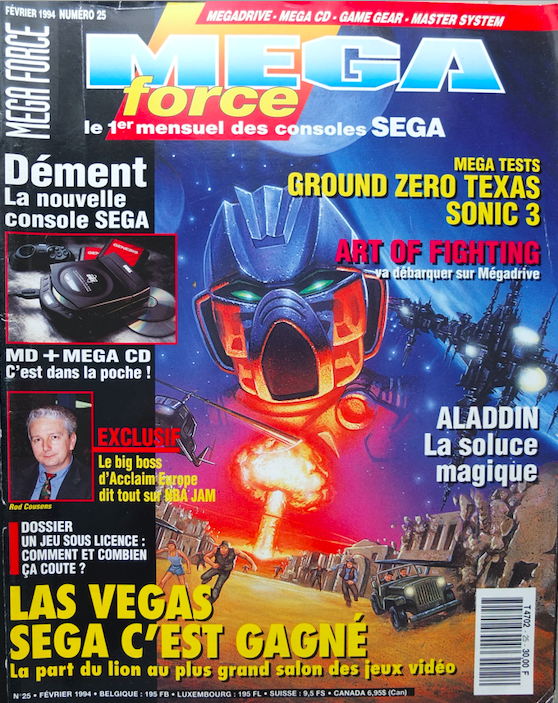 FÉVRIER 1994 NUMÉRO 25
MEGADRIVE - MEGA CD - GAME GEAR - MASTER SYSTEM
MEGA FORCE
MEGA
force
le 1er mensuel des consoles SEGA
Dément
La nouvelle
console SEGA
GENESIS
MD + MEGA CD
C'est dans la poche !
MEGA TESTS
GROUND ZERO TEXAS
SONIC 3
ART OF FIGHTING
va débarquer sur Mégadrive
ALADDIN
La soluce
magique
EXCLUSIF
Le big boss
d'Acclaim Europe
dit tout sur NBA JAM
Rod Cousens
DOSSIER
UN JEU SOUS LICENCE :
COMMENT ET COMBIEN
ÇA COUTE ?
LAS VEGAS
SEGA C'EST GAGNÉ
La part du lion au plus grand salon des jeux vidéo
T 4702 - 25 - 30,00 F
N°25 • FÉVRIER 1994 • BELGIQUE : 195 FB • LUXEMBOURG : 195 FL • SUISSE : 9,5 FS • CANADA 6,95$ (Can)